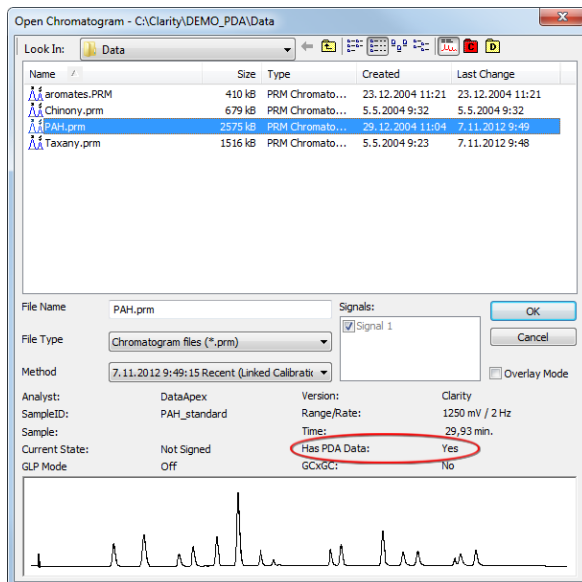 Open Chromatogram - C:\Clarity\DEMO_PDA\Data
Look In: Data
Name Size Type Created Last Change
aromates.PRM 410 kB PRM Chromato... 23.12.2004 11:21 23.12.2004 11:21
Chinony.prm 679 kB PRM Chromato... 5.5.2004 9:32 5.5.2004 9:32
PAH.prm 2575 kB PRM Chromato... 29.12.2004 11:04 7.11.2012 9:49
Taxany.prm 1516 kB PRM Chromato... 5.5.2004 9:23 7.11.2012 9:48
File Name PAH.prm Signals: OK
Signal 1
File Type Chromatogram files (*.prm) Cancel
Method 7.11.2012 9:49:15 Recent (Linked Calibratic Overlay Mode
Analyst: DataApex Version: Clarity
SampleID: PAH_standard Range/Rate: 1250 mV / 2 Hz
Sample: Time: 29,93 min.
Current State: Not Signed Has PDA Data: Yes
GLP Mode Off GCxGC: No